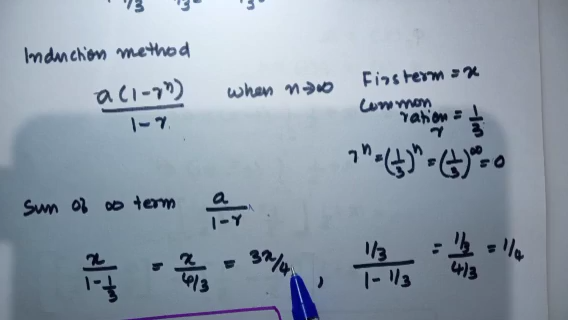 Induction method
a(1-r^n) / 1-r when n→∞ First term = x
Common ration r = 1/3
r^n = (1/3)^n = (1/3)^∞ = 0
Sum of ∞ term a / 1-r
x / 1-1/3 = x / 4/3 = 3x/4 , 1/3 / 1-1/3 = 1/3 / 4/3 = 1/4